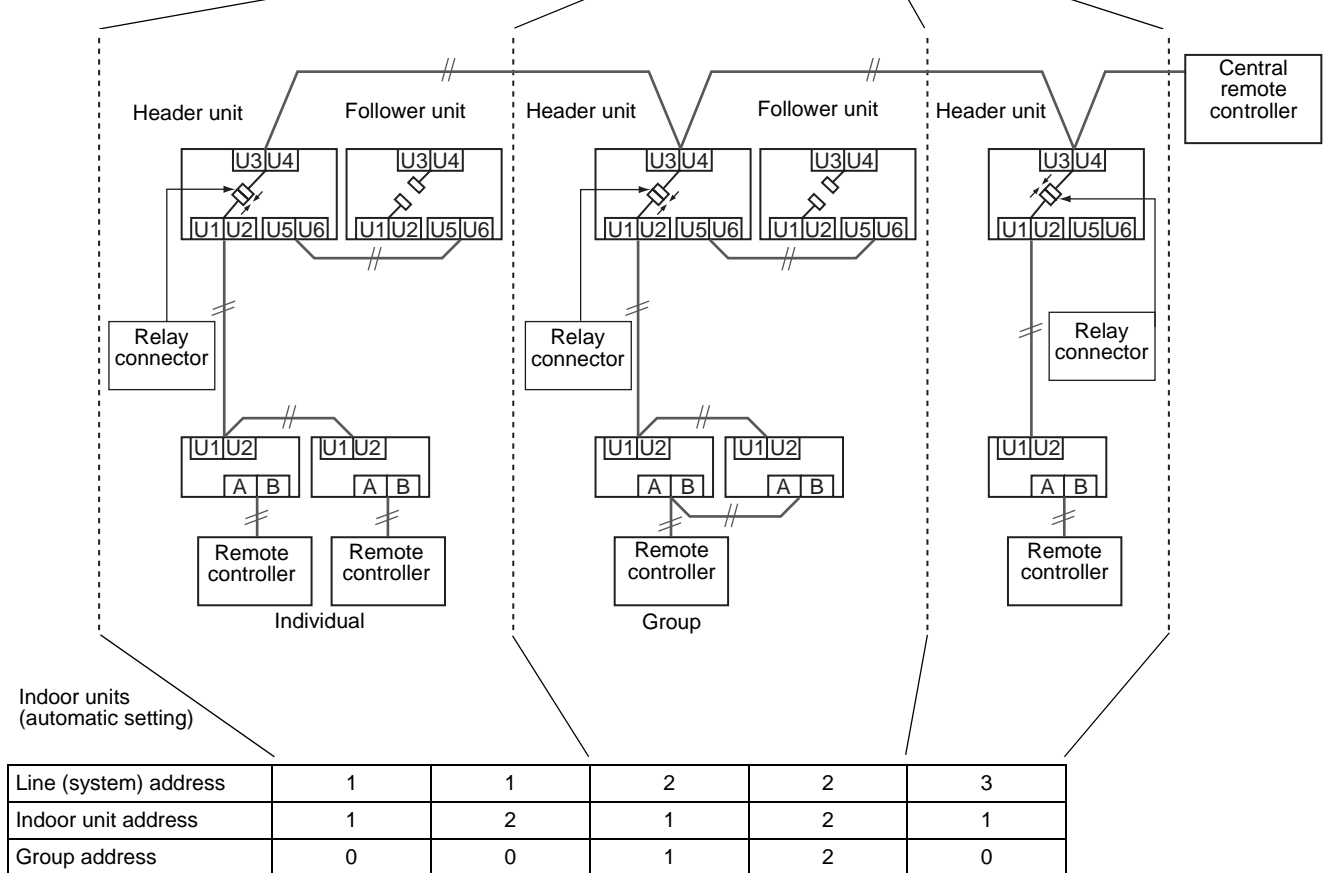 Central
remote
controller
Header unit
Follower unit
Header unit
Follower unit
Header unit
U3 U4
U3 U4
U3 U4
U3 U4
U3 U4
U1 U2 U5 U6
U1 U2 U5 U6
U1 U2 U5 U6
U1 U2 U5 U6
U1 U2 U5 U6
Relay
connector
Relay
connector
Relay
connector
U1 U2
U1 U2
U1 U2
U1 U2
U1 U2
A B
A B
A B
A B
A B
Remote
controller
Remote
controller
Remote
controller
Remote
controller
Individual
Group
Indoor units
(automatic setting)
Line (system) address 1 1 2 2 3
Indoor unit address 1 2 1 2 1
Group address 0 0 1 2 0